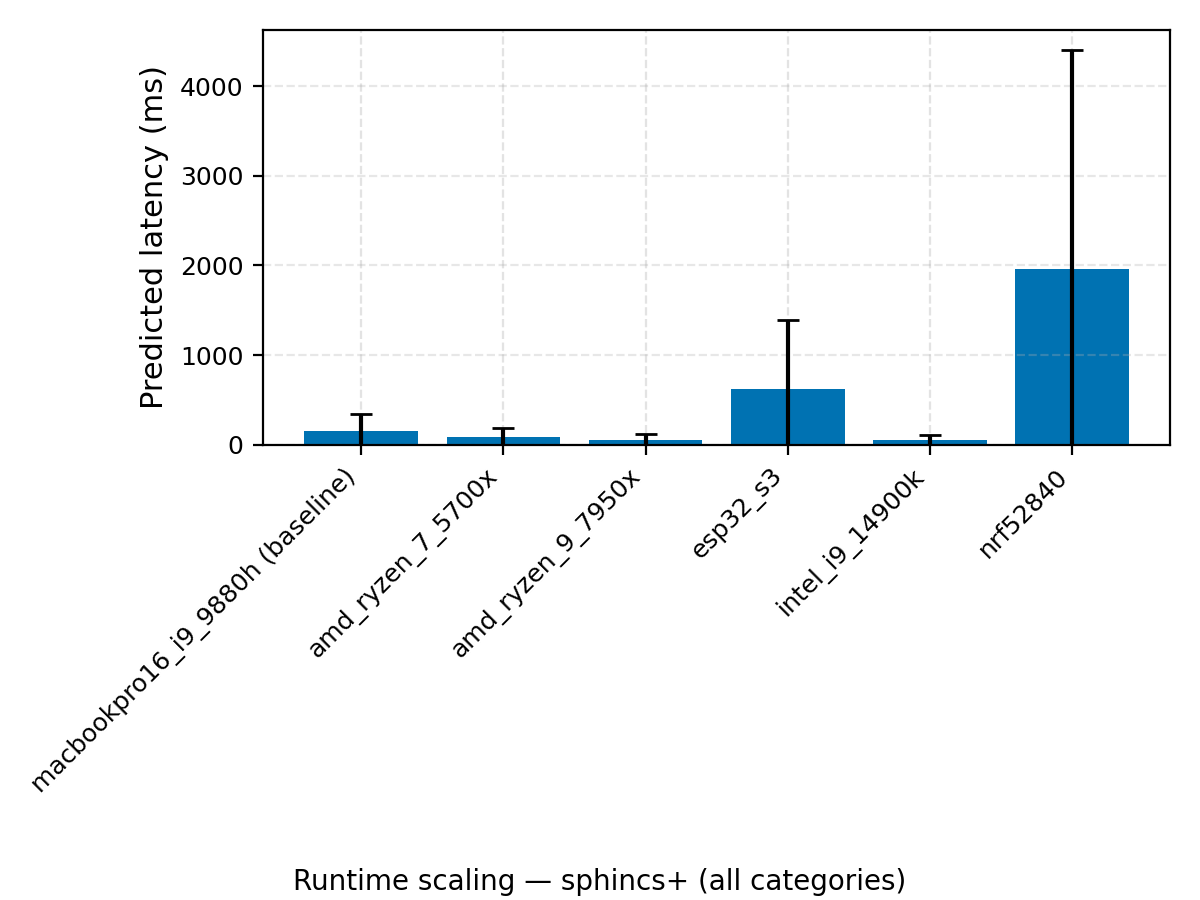 Predicted latency (ms)
4000
3000
2000
1000
0
macbookpro16_i9_9880h (baseline)
amd_ryzen_7_5700x
amd_ryzen_9_7950x
esp32_s3
intel_i9_14900k
nrf52840
Runtime scaling — sphincs+ (all categories)